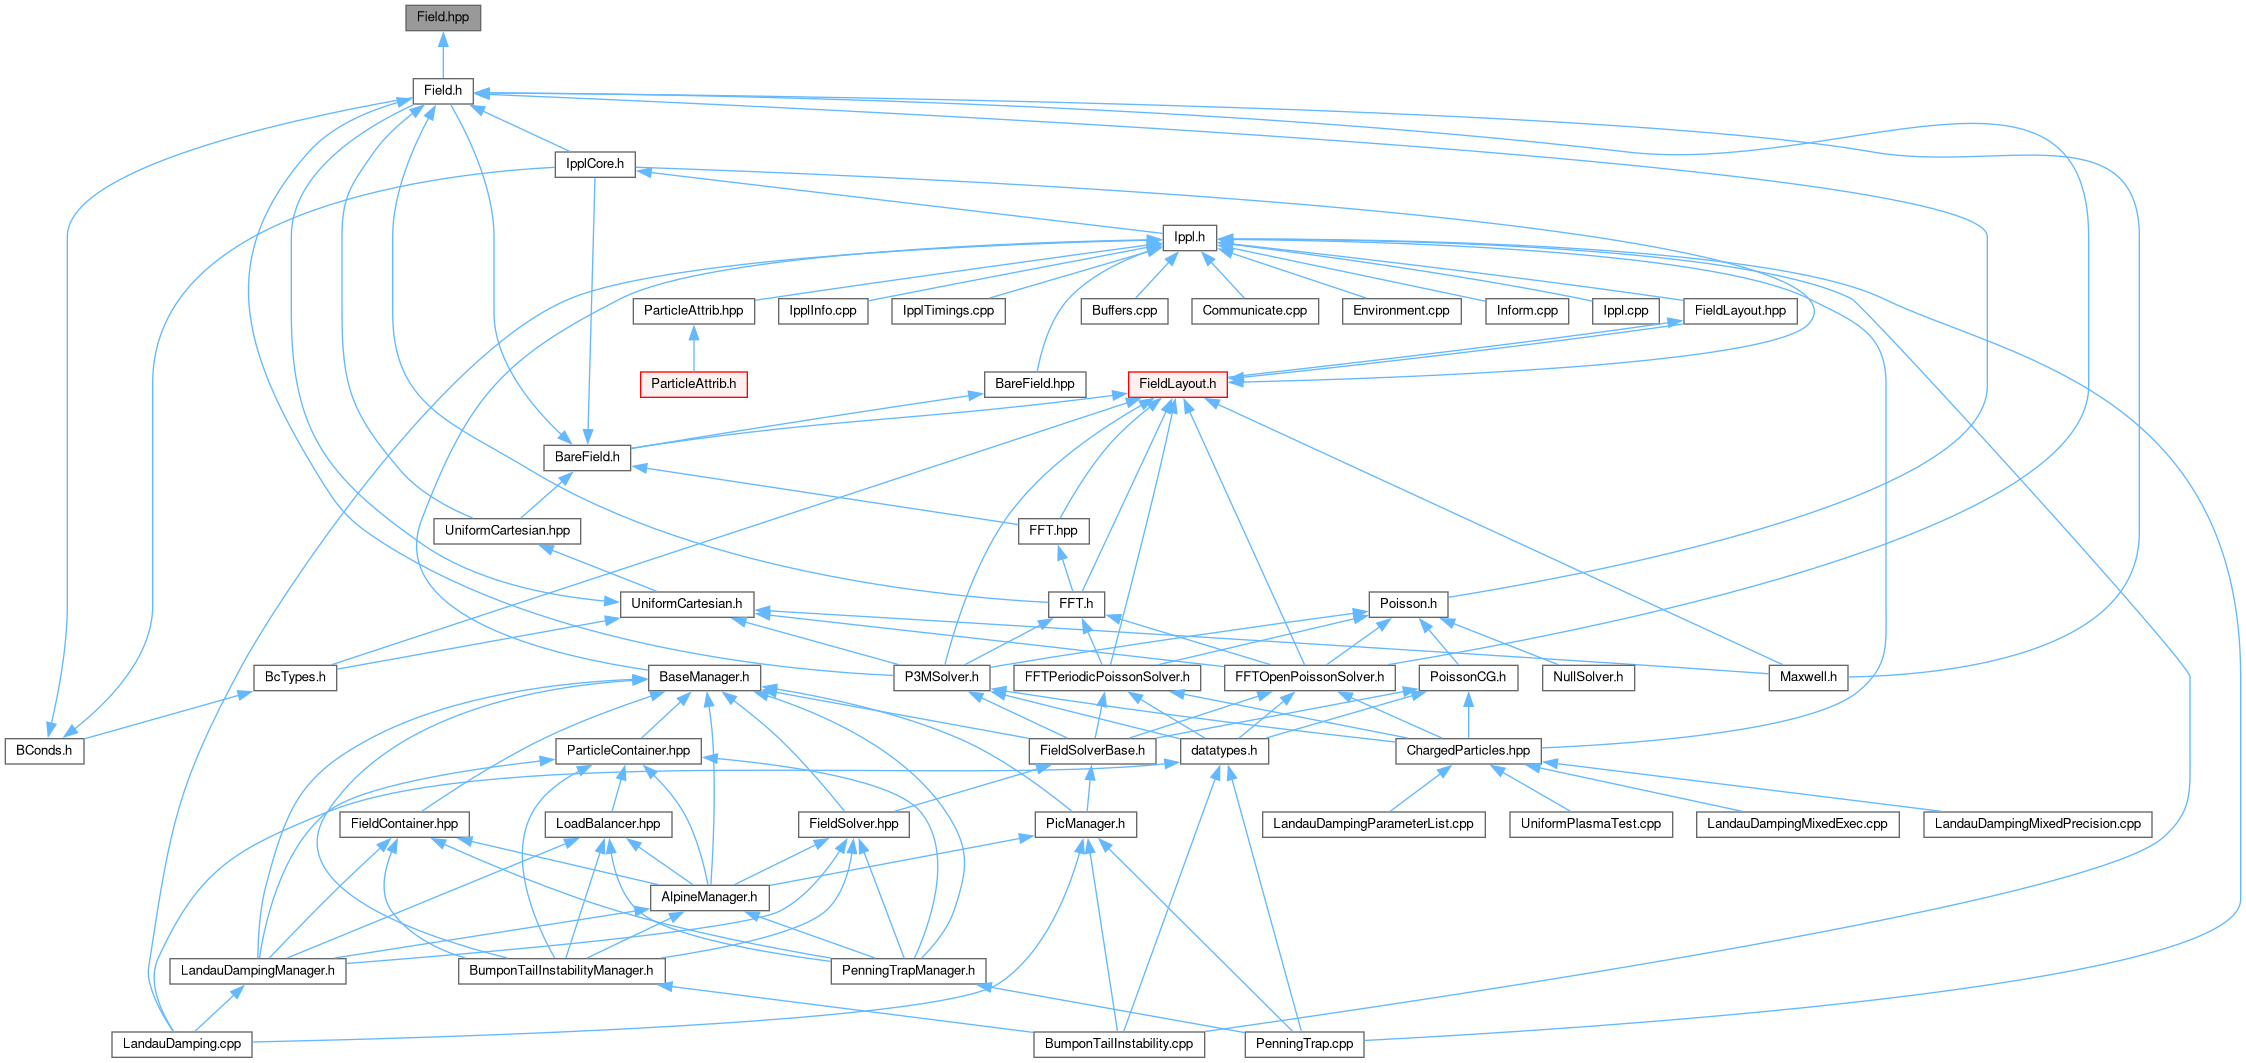 Field.hpp
Field.h
IpplCore.h
Ippl.h
ParticleAttrib.hpp
IpplInfo.cpp
IpplTimings.cpp
Buffers.cpp
Communicate.cpp
Environment.cpp
Inform.cpp
Ippl.cpp
FieldLayout.hpp
ParticleAttrib.h
BareField.hpp
FieldLayout.h
BareField.h
UniformCartesian.hpp
FFT.hpp
UniformCartesian.h
FFT.h
Poisson.h
BcTypes.h
BaseManager.h
P3MSolver.h
FFTPeriodicPoissonSolver.h
FFTOpenPoissonSolver.h
PoissonCG.h
NullSolver.h
Maxwell.h
BConds.h
ParticleContainer.hpp
FieldSolverBase.h
datatypes.h
ChargedParticles.hpp
FieldContainer.hpp
LoadBalancer.hpp
FieldSolver.hpp
PicManager.h
LandauDampingParameterList.cpp
UniformPlasmaTest.cpp
LandauDampingMixedExec.cpp
LandauDampingMixedPrecision.cpp
AlpineManager.h
LandauDampingManager.h
BumponTailInstabilityManager.h
PenningTrapManager.h
LandauDamping.cpp
BumponTailInstability.cpp
PenningTrap.cpp